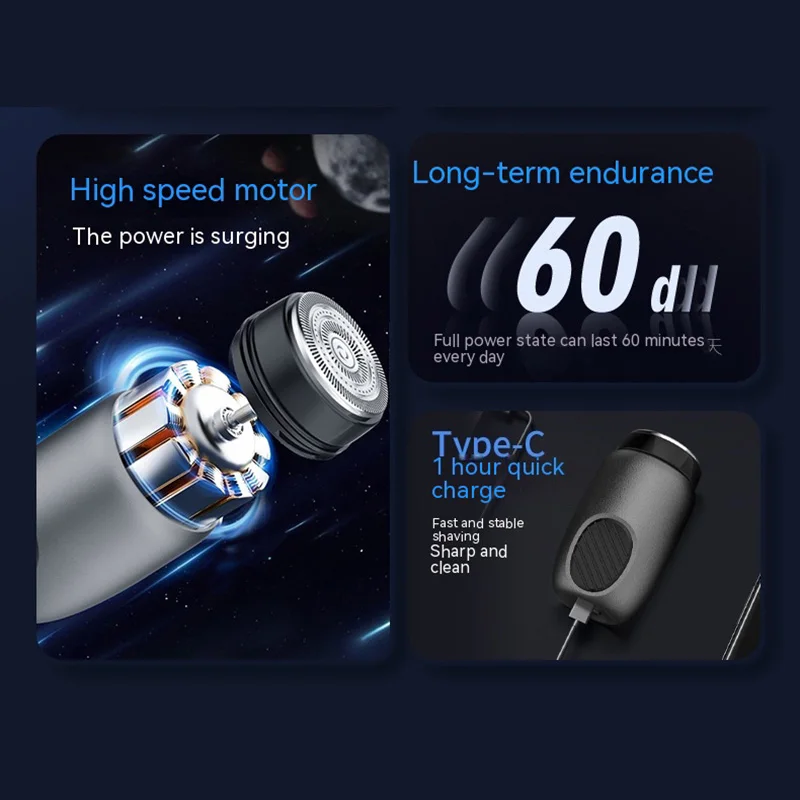 High speed motor
The power is surging
Long-term endurance
60 d
Full power state can last 60 minutes 天
every day
Type-C
1 hour quick
charge
Fast and stable
shaving
Sharp and
clean